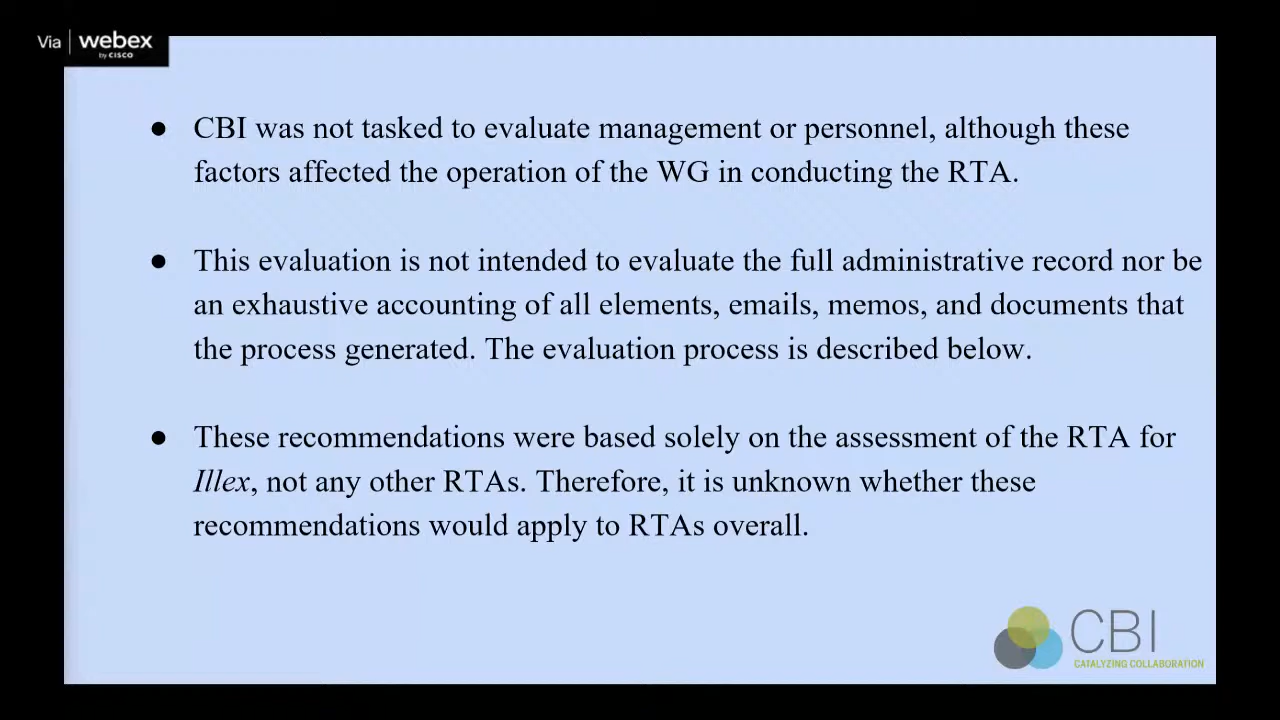 Via webex
by CISCO
● CBI was not tasked to evaluate management or personnel, although these
factors affected the operation of the WG in conducting the RTA.
● This evaluation is not intended to evaluate the full administrative record nor be
an exhaustive accounting of all elements, emails, memos, and documents that
the process generated. The evaluation process is described below.
● These recommendations were based solely on the assessment of the RTA for
Illex, not any other RTAs. Therefore, it is unknown whether these
recommendations would apply to RTAs overall.
CBI
CATALYZING COLLABORATION